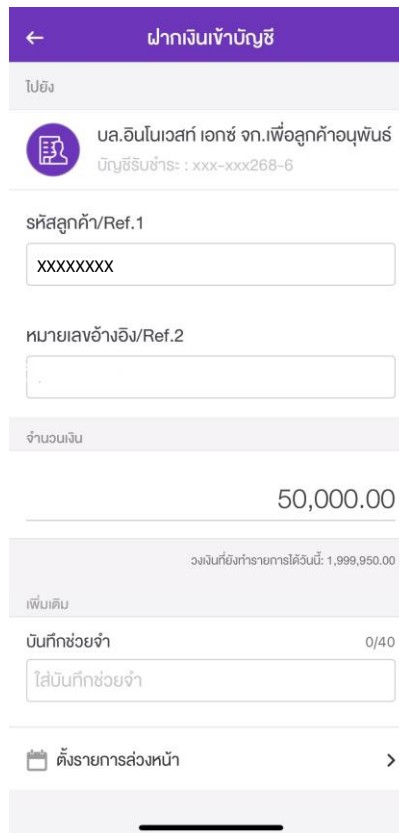 ฝากเงินเข้าบัญชี
ไปยัง
บล.อินโนเวสท์ เอกซ์ จก.เพื่อลูกค้าอนุพันธ์
บัญชีรับชำระ : xxx-xxx268-6
รหัสลูกค้า/Ref.1
XXXXXXXX
หมายเลขอ้างอิง/Ref.2
จำนวนเงิน
50,000.00
วงเงินที่ยังทำรายการได้วันนี้: 1,999,950.00
เพิ่มเติม
บันทึกช่วยจำ 0/40
ใส่บันทึกช่วยจำ
ตั้งรายการล่วงหน้า